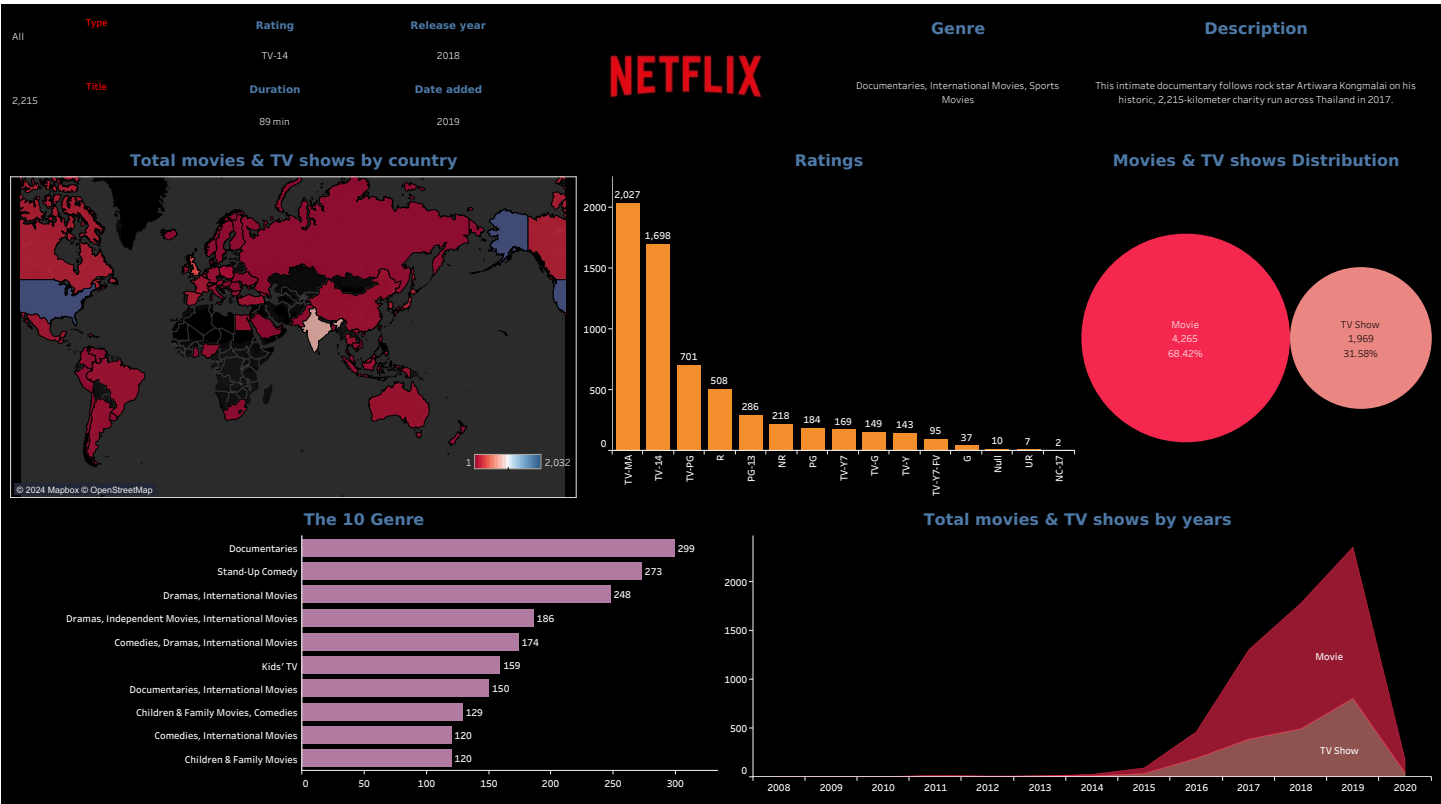 Type
All
Title
2,215
Rating
TV-14
Duration
89 min
Release year
2018
Date added
2019
NETFLIX
Genre
Documentaries, International Movies, Sports
Movies
Description
This intimate documentary follows rock star Artiwara Kongmalai on his
historic, 2,215-kilometer charity run across Thailand in 2017.
Total movies & TV shows by country
1
2,032
© 2024 Mapbox © OpenStreetMap
Ratings
2000
1500
1000
500
0
2,027
1,698
701
508
286
218
184
169
149
143
95
37
10
7
2
TV-MA
TV-14
TV-PG
R
PG-13
NR
PG
TV-Y7
TV-G
TV-Y
TV-Y7-FV
G
Null
UR
NC-17
Movies & TV shows Distribution
Movie
4,265
68.42%
TV Show
1,969
31.58%
The 10 Genre
Documentaries 299
Stand-Up Comedy 273
Dramas, International Movies 248
Dramas, Independent Movies, International Movies 186
Comedies, Dramas, International Movies 174
Kids' TV 159
Documentaries, International Movies 150
Children & Family Movies, Comedies 129
Comedies, International Movies 120
Children & Family Movies 120
0 50 100 150 200 250 300
Total movies & TV shows by years
2000
1500
1000
500
0
Movie
TV Show
2008 2009 2010 2011 2012 2013 2014 2015 2016 2017 2018 2019 2020